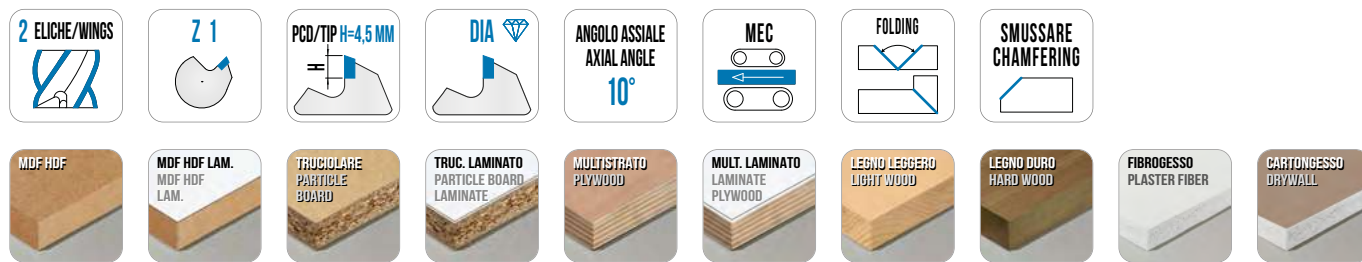 2 ELICHE/WINGS
Z 1
PCD/TIP H=4,5 MM
H
DIA
ANGOLO ASSIALE
AXIAL ANGLE
10°
MEC
FOLDING
SMUSSARE
CHAMFERING
MDF HDF
MDF HDF LAM.
MDF HDF
LAM.
TRUCIOLARE
PARTICLE
BOARD
TRUC. LAMINATO
PARTICLE BOARD
LAMINATE
MULTISTRATO
PLYWOOD
MULT. LAMINATO
LAMINATE
PLYWOOD
LEGNO LEGGERO
LIGHT WOOD
LEGNO DURO
HARD WOOD
FIBROGESSO
PLASTER FIBER
CARTONGESSO
DRYWALL